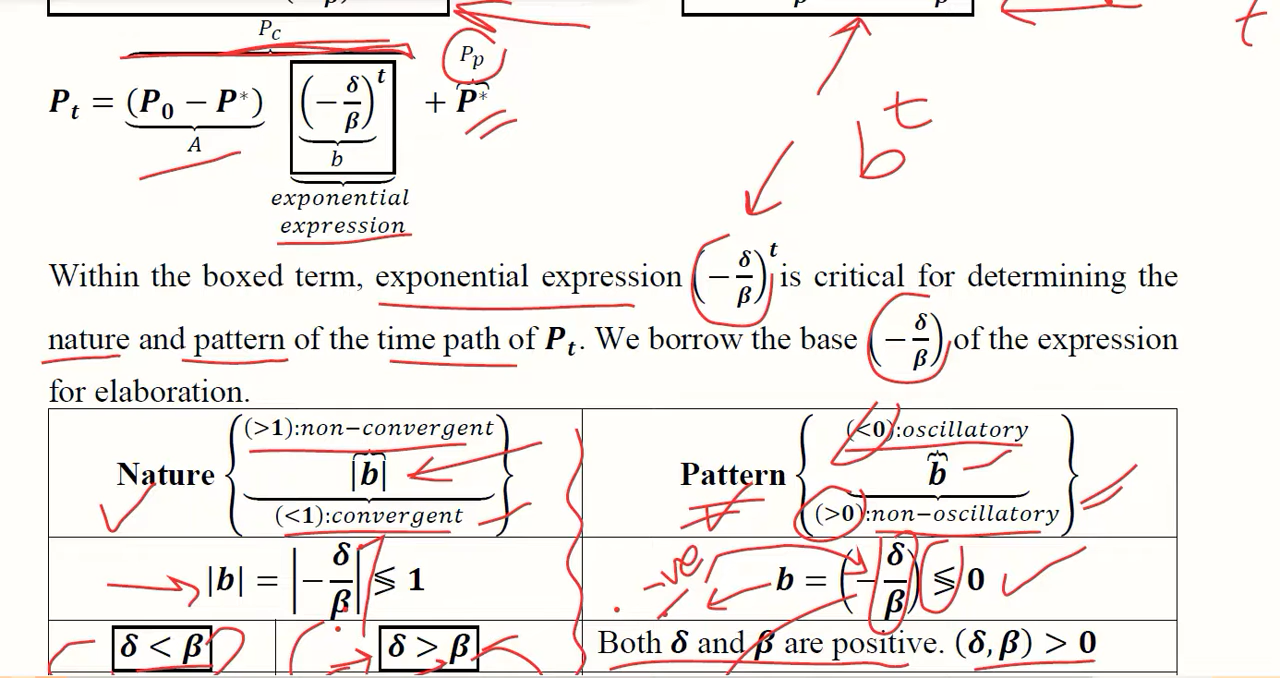 P_c
P_p
P_t = (P_0 − P*) (−δ/β)^t + P*
A
b
exponential
expression
t
b^t
Within the boxed term, exponential expression (−δ/β)^t is critical for determining the
nature and pattern of the time path of P_t. We borrow the base (−δ/β) of the expression
for elaboration.
(>1):non−convergent
Nature { |b| }
(<1):convergent
(<0):oscillatory
Pattern { b }
(>0):non−oscillatory
|b| = |−δ/β| ≶ 1
-ve
b = (−δ/β) ≶ 0
δ < β
δ > β
Both δ and β are positive. (δ, β) > 0